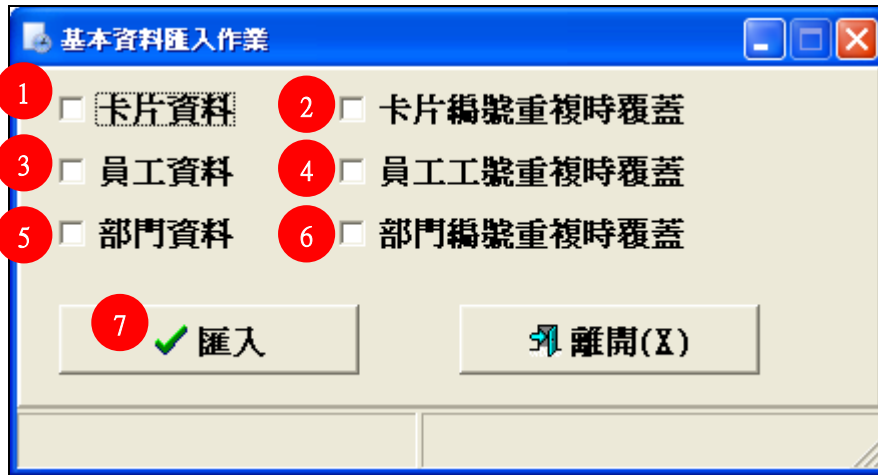 基本資料匯入作業
1 卡片資料 2 卡片編號重複時覆蓋
3 員工資料 4 員工工號重複時覆蓋
5 部門資料 6 部門編號重複時覆蓋
7 匯入 離開(X)